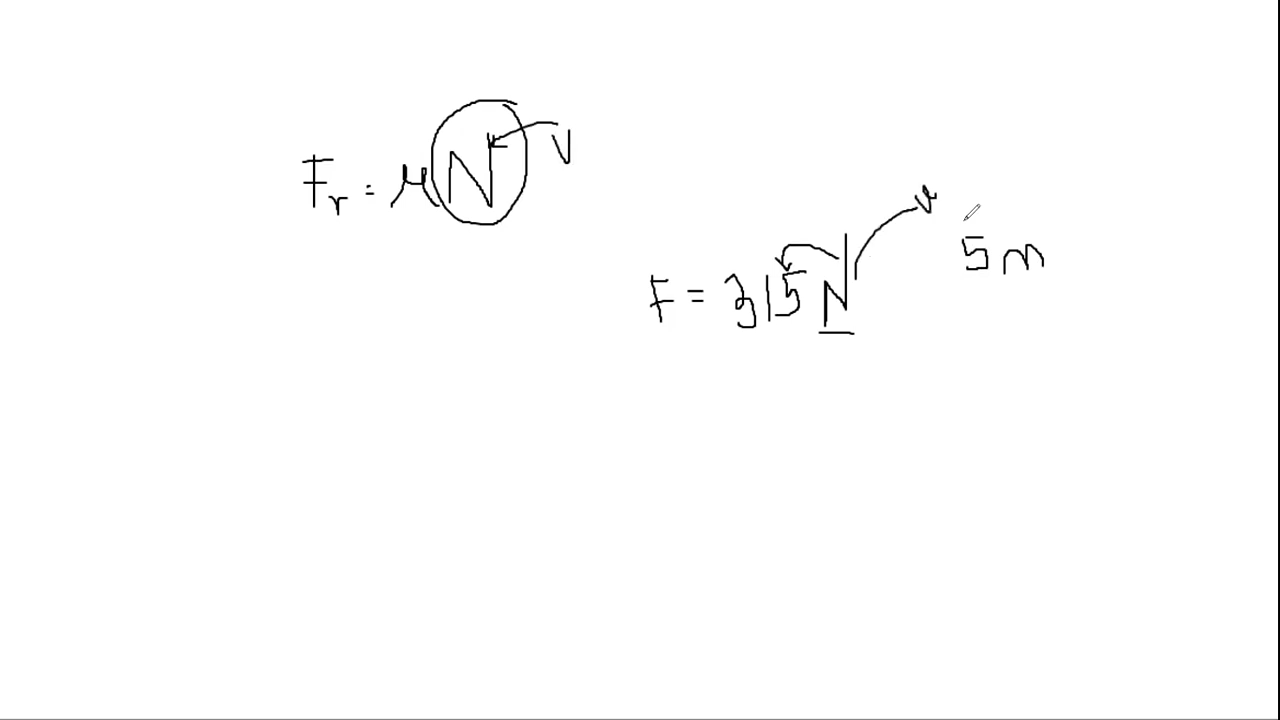 Fr = μN v
F = 315 N v 5 m